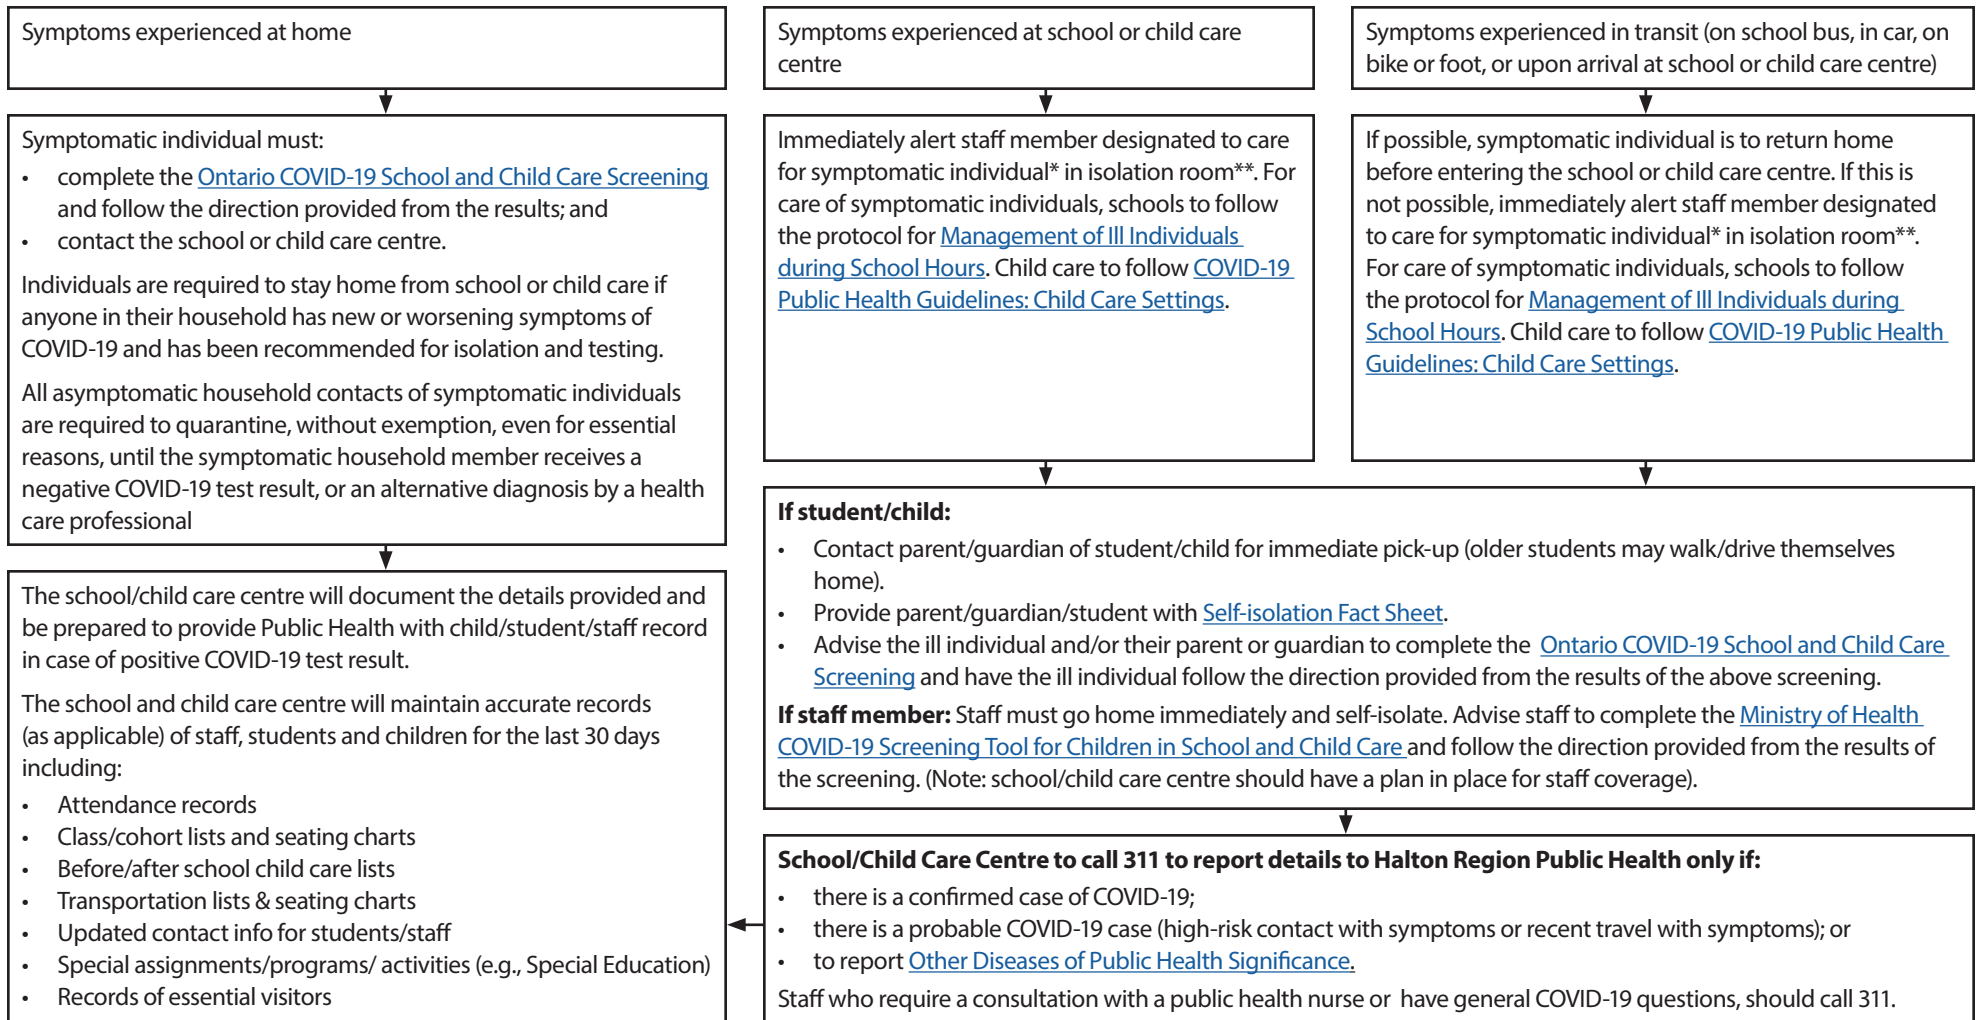 Symptoms experienced at home
Symptomatic individual must:
• complete the Ontario COVID-19 School and Child Care Screening
and follow the direction provided from the results; and
• contact the school or child care centre.
Individuals are required to stay home from school or child care if
anyone in their household has new or worsening symptoms of
COVID-19 and has been recommended for isolation and testing.
All asymptomatic household contacts of symptomatic individuals
are required to quarantine, without exemption, even for essential
reasons, until the symptomatic household member receives a
negative COVID-19 test result, or an alternative diagnosis by a health
care professional
Symptoms experienced at school or child care
centre
Immediately alert staff member designated to care
for symptomatic individual* in isolation room**. For
care of symptomatic individuals, schools to follow
the protocol for Management of Ill Individuals
during School Hours. Child care to follow COVID-19
Public Health Guidelines: Child Care Settings.
Symptoms experienced in transit (on school bus, in car, on
bike or foot, or upon arrival at school or child care centre)
If possible, symptomatic individual is to return home
before entering the school or child care centre. If this is
not possible, immediately alert staff member designated
to care for symptomatic individual* in isolation room**.
For care of symptomatic individuals, schools to follow
the protocol for Management of Ill Individuals during
School Hours. Child care to follow COVID-19 Public Health
Guidelines: Child Care Settings.
If student/child:
• Contact parent/guardian of student/child for immediate pick-up (older students may walk/drive themselves
home).
• Provide parent/guardian/student with Self-isolation Fact Sheet.
• Advise the ill individual and/or their parent or guardian to complete the Ontario COVID-19 School and Child Care
Screening and have the ill individual follow the direction provided from the results of the above screening.
If staff member: Staff must go home immediately and self-isolate. Advise staff to complete the Ministry of Health
COVID-19 Screening Tool for Children in School and Child Care and follow the direction provided from the results of
the screening. (Note: school/child care centre should have a plan in place for staff coverage).
School/Child Care Centre to call 311 to report details to Halton Region Public Health only if:
• there is a confirmed case of COVID-19;
• there is a probable COVID-19 case (high-risk contact with symptoms or recent travel with symptoms); or
• to report Other Diseases of Public Health Significance.
Staff who require a consultation with a public health nurse or have general COVID-19 questions, should call 311.
The school/child care centre will document the details provided and
be prepared to provide Public Health with child/student/staff record
in case of positive COVID-19 test result.
The school and child care centre will maintain accurate records
(as applicable) of staff, students and children for the last 30 days
including:
• Attendance records
• Class/cohort lists and seating charts
• Before/after school child care lists
• Transportation lists & seating charts
• Updated contact info for students/staff
• Special assignments/programs/ activities (e.g., Special Education)
• Records of essential visitors